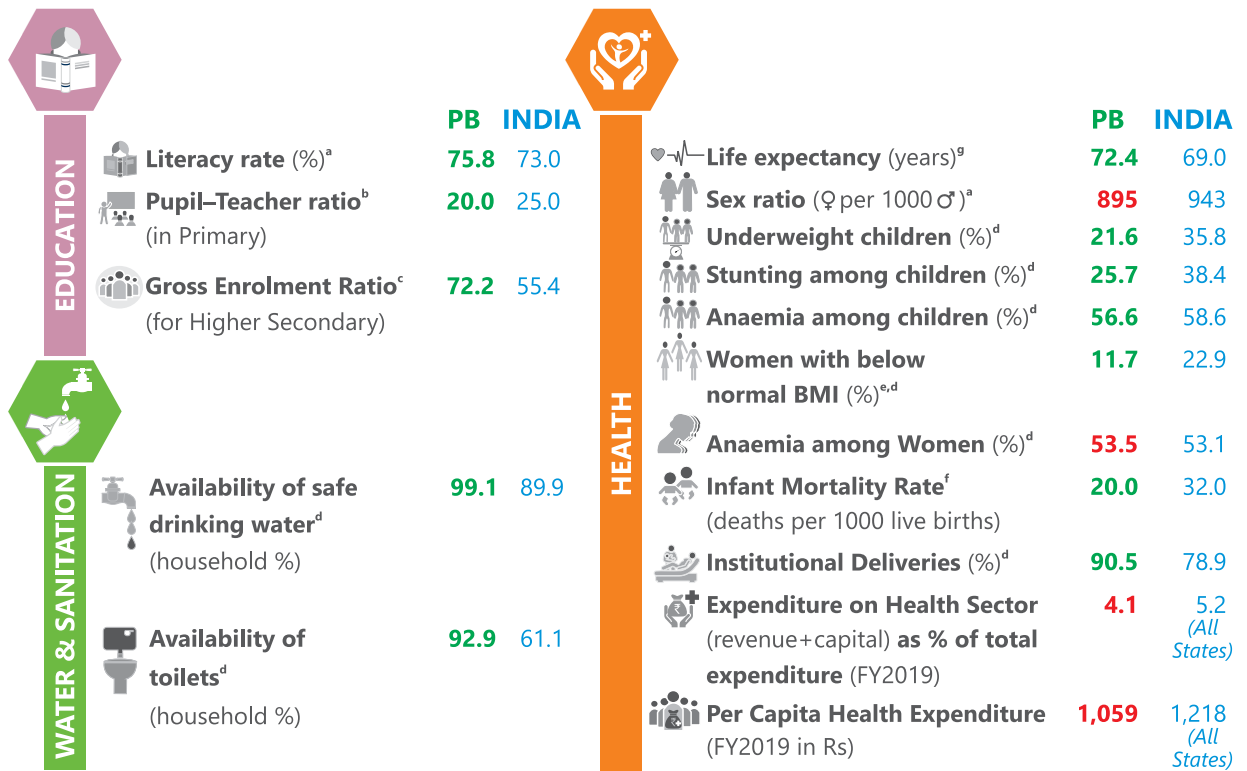 EDUCATION
PB INDIA
Literacy rate (%)ᵃ 75.8 73.0
Pupil–Teacher ratioᵇ 20.0 25.0
(in Primary)
Gross Enrolment Ratioᶜ 72.2 55.4
(for Higher Secondary)
WATER & SANITATION
Availability of safe 99.1 89.9
drinking waterᵈ
(household %)
Availability of 92.9 61.1
toiletsᵈ
(household %)
HEALTH
PB INDIA
Life expectancy (years)ᵍ 72.4 69.0
Sex ratio (♀ per 1000 ♂)ᵃ 895 943
Underweight children (%)ᵈ 21.6 35.8
Stunting among children (%)ᵈ 25.7 38.4
Anaemia among children (%)ᵈ 56.6 58.6
Women with below 11.7 22.9
normal BMI (%)ᵉ,ᵈ
Anaemia among Women (%)ᵈ 53.5 53.1
Infant Mortality Rateᶠ 20.0 32.0
(deaths per 1000 live births)
Institutional Deliveries (%)ᵈ 90.5 78.9
Expenditure on Health Sector 4.1 5.2
(revenue+capital) as % of total (All
expenditure (FY2019) States)
Per Capita Health Expenditure 1,059 1,218
(FY2019 in Rs) (All
States)